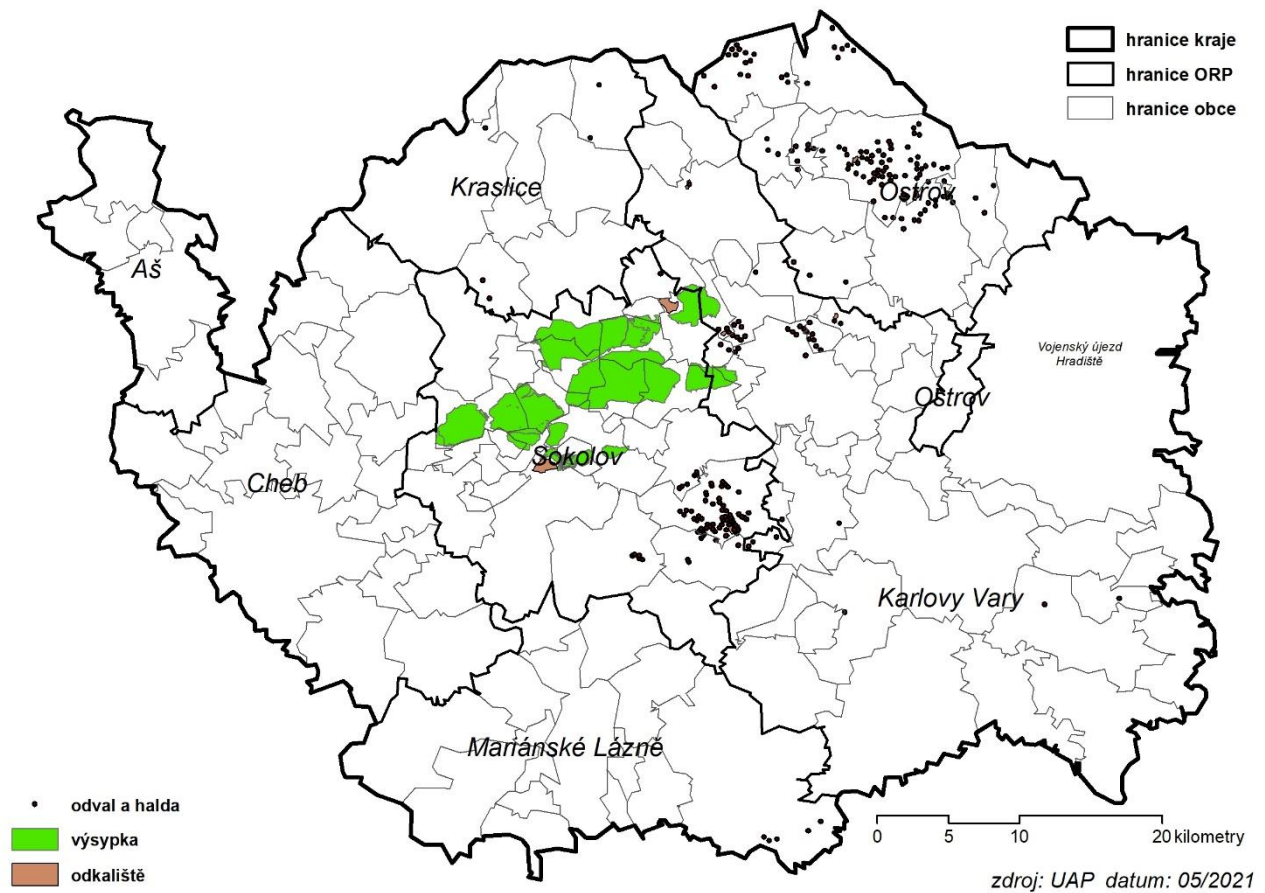 hranice kraje
hranice ORP
hranice obce
Kraslice
Ostrov
Aš
Vojenský újezd
Hradiště
Ostrov
Sokolov
Cheb
Karlovy Vary
Mariánské Lázně
odval a halda
výsypka
odkaliště
0 5 10 20 kilometry
zdroj: UAP datum: 05/2021